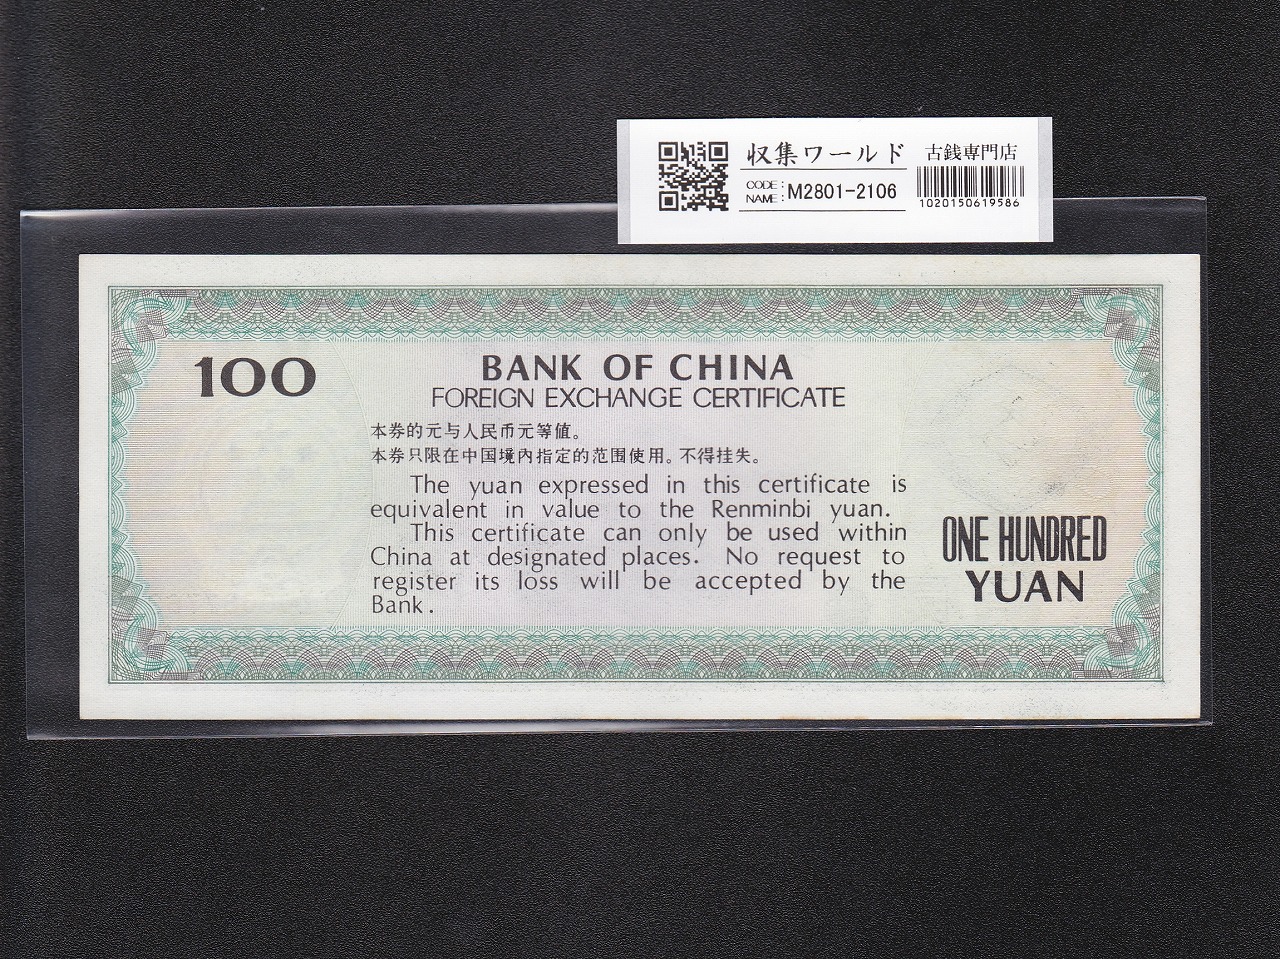 収集ワールド 古銭専門店
CODE:
NAME: M2801-2106
1020150619586
100
BANK OF CHINA
FOREIGN EXCHANGE CERTIFICATE
本券的元与人民币元等值。
本券只限在中国境内指定的范围使用。不得挂失。
The yuan expressed in this certificate is
equivalent in value to the Renminbi yuan.
This certificate can only be used within
China at designated places. No request to
register its loss will be accepted by the
Bank.
ONE HUNDRED
YUAN